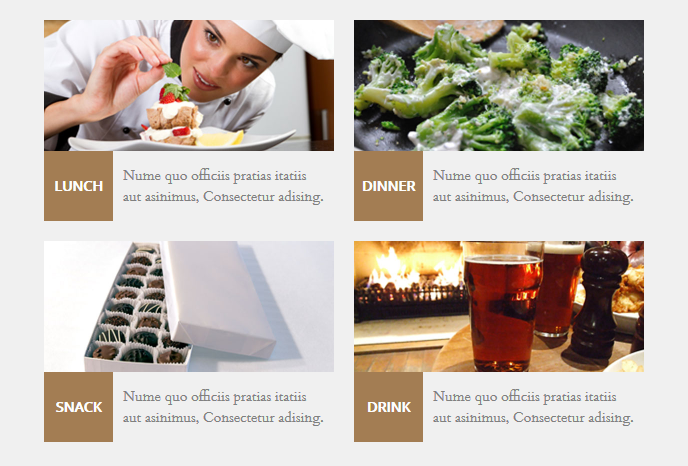 LUNCH
Nume quo officiis pratias itatiis
aut asinimus, Consectetur adising.
DINNER
Nume quo officiis pratias itatiis
aut asinimus, Consectetur adising.
SNACK
Nume quo officiis pratias itatiis
aut asinimus, Consectetur adising.
DRINK
Nume quo officiis pratias itatiis
aut asinimus, Consectetur adising.